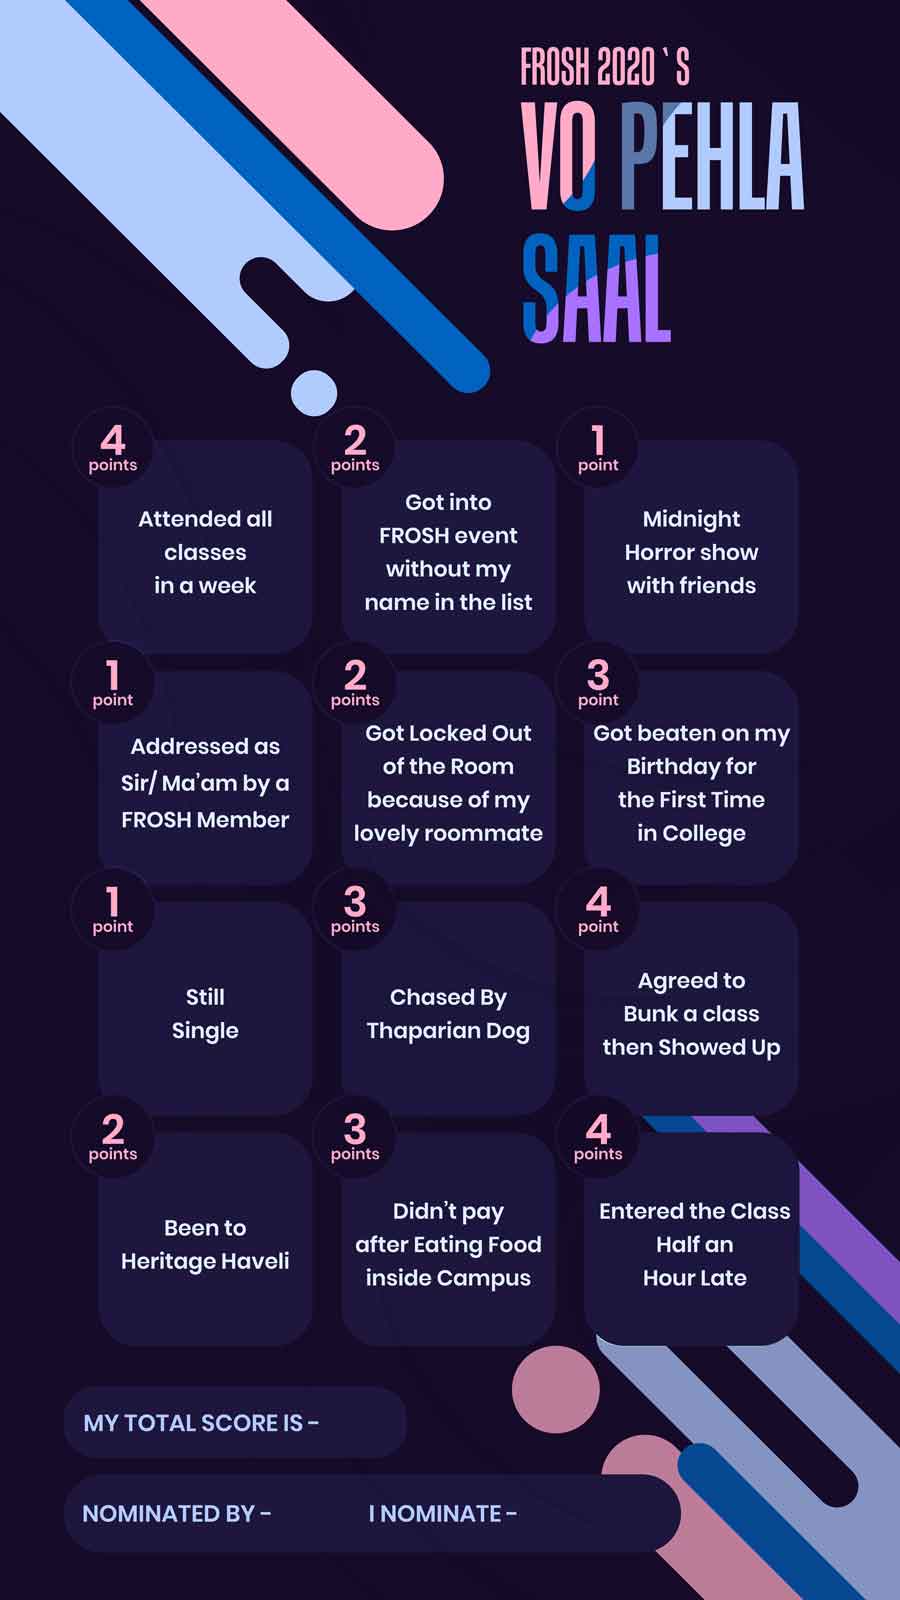 FROSH 2020`S
VO PEHLA
SAAL
4
points
Attended all
classes
in a week
2
points
Got into
FROSH event
without my
name in the list
1
point
Midnight
Horror show
with friends
1
point
Addressed as
Sir/ Ma’am by a
FROSH Member
2
points
Got Locked Out
of the Room
because of my
lovely roommate
3
point
Got beaten on my
Birthday for
the First Time
in College
1
point
Still
Single
3
points
Chased By
Thaparian Dog
4
point
Agreed to
Bunk a class
then Showed Up
2
points
Been to
Heritage Haveli
3
points
Didn’t pay
after Eating Food
inside Campus
4
points
Entered the Class
Half an
Hour Late
MY TOTAL SCORE IS -
NOMINATED BY - I NOMINATE -